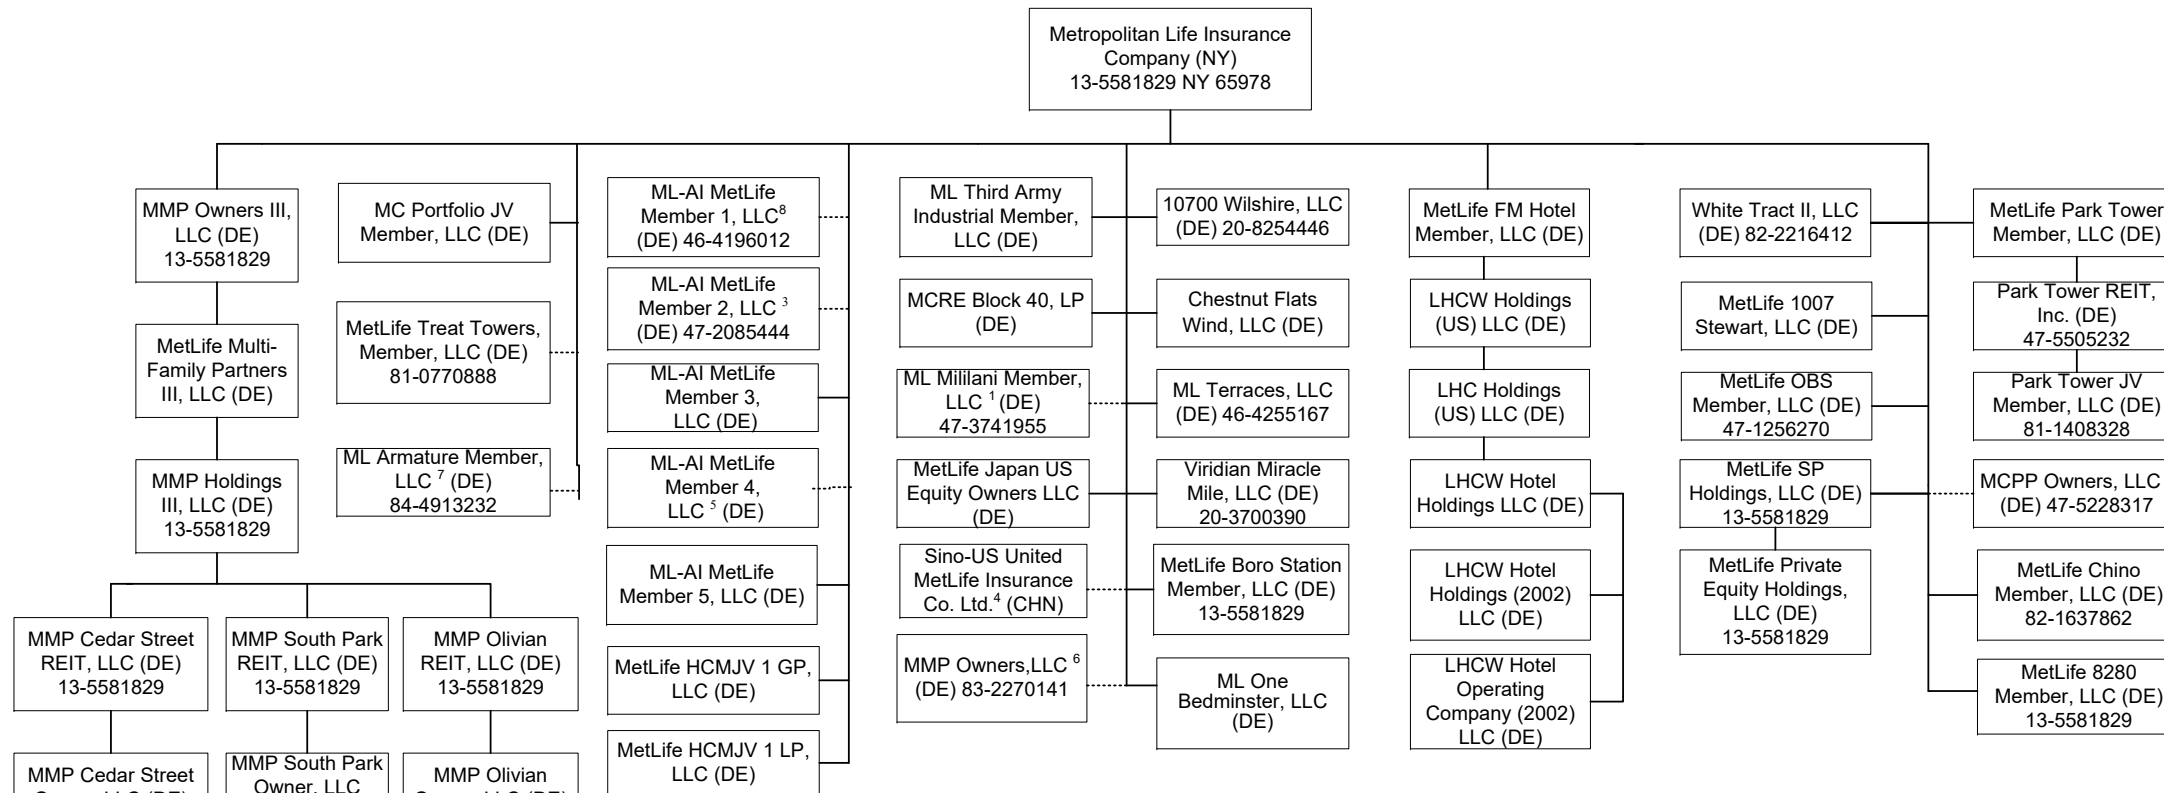 Metropolitan Life Insurance
Company (NY)
13-5581829 NY 65978
MMP Owners III,
LLC (DE)
13-5581829
MetLife Multi-
Family Partners
III, LLC (DE)
MMP Holdings
III, LLC (DE)
13-5581829
MMP Cedar Street
REIT, LLC (DE)
13-5581829
MMP South Park
REIT, LLC (DE)
13-5581829
MMP Olivian
REIT, LLC (DE)
13-5581829
MMP Cedar Street
MMP South Park
Owner, LLC
MMP Olivian
MC Portfolio JV
Member, LLC (DE)
MetLife Treat Towers,
Member, LLC (DE)
81-0770888
ML Armature Member,
LLC 7 (DE)
84-4913232
ML-AI MetLife
Member 1, LLC8
(DE) 46-4196012
ML-AI MetLife
Member 2, LLC 3
(DE) 47-2085444
ML-AI MetLife
Member 3,
LLC (DE)
ML-AI MetLife
Member 4,
LLC 5 (DE)
ML-AI MetLife
Member 5, LLC (DE)
MetLife HCMJV 1 GP,
LLC (DE)
MetLife HCMJV 1 LP,
LLC (DE)
ML Third Army
Industrial Member,
LLC (DE)
MCRE Block 40, LP
(DE)
ML Mililani Member,
LLC 1 (DE)
47-3741955
MetLife Japan US
Equity Owners LLC
(DE)
Sino-US United
MetLife Insurance
Co. Ltd.4 (CHN)
MMP Owners,LLC 6
(DE) 83-2270141
10700 Wilshire, LLC
(DE) 20-8254446
Chestnut Flats
Wind, LLC (DE)
ML Terraces, LLC
(DE) 46-4255167
Viridian Miracle
Mile, LLC (DE)
20-3700390
MetLife Boro Station
Member, LLC (DE)
13-5581829
ML One
Bedminster, LLC
(DE)
MetLife FM Hotel
Member, LLC (DE)
LHCW Holdings
(US) LLC (DE)
LHC Holdings
(US) LLC (DE)
LHCW Hotel
Holdings LLC (DE)
LHCW Hotel
Holdings (2002)
LLC (DE)
LHCW Hotel
Operating
Company (2002)
LLC (DE)
White Tract II, LLC
(DE) 82-2216412
MetLife 1007
Stewart, LLC (DE)
MetLife OBS
Member, LLC (DE)
47-1256270
MetLife SP
Holdings, LLC (DE)
13-5581829
MetLife Private
Equity Holdings,
LLC (DE)
13-5581829
MetLife Park Tower
Member, LLC (DE)
Park Tower REIT,
Inc. (DE)
47-5505232
Park Tower JV
Member, LLC (DE)
81-1408328
MCPP Owners, LLC
(DE) 47-5228317
MetLife Chino
Member, LLC (DE)
82-1637862
MetLife 8280
Member, LLC (DE)
13-5581829